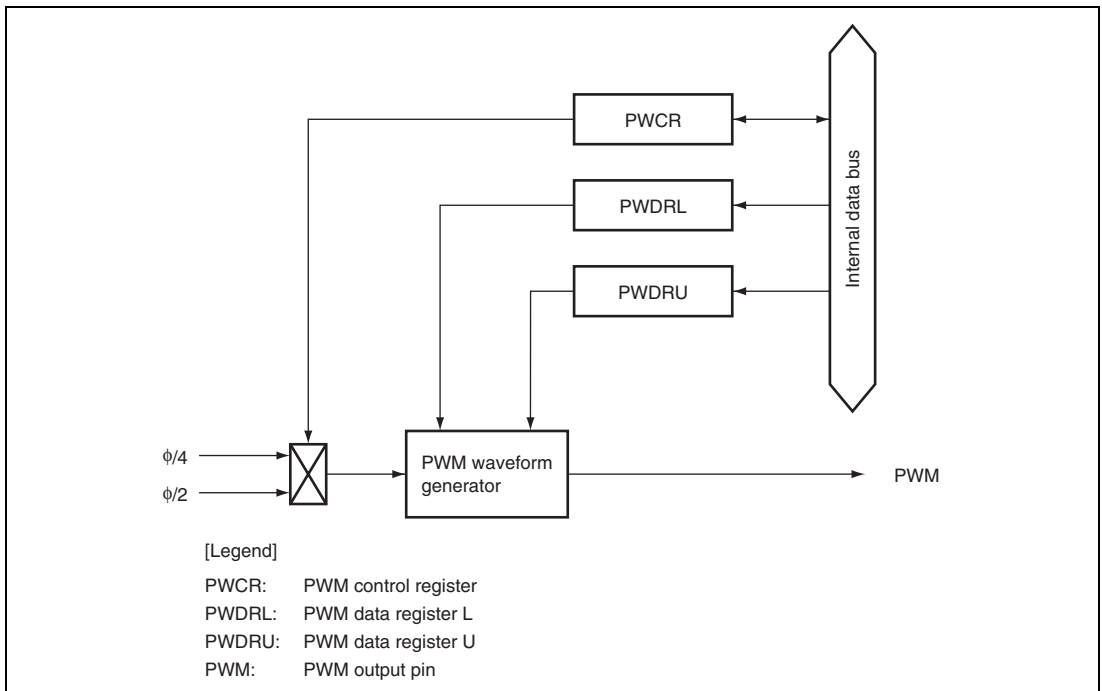 PWCR
PWDRL
PWDRU
Internal data bus
ϕ/4
ϕ/2
PWM waveform
generator
PWM
[Legend]
PWCR: PWM control register
PWDRL: PWM data register L
PWDRU: PWM data register U
PWM: PWM output pin